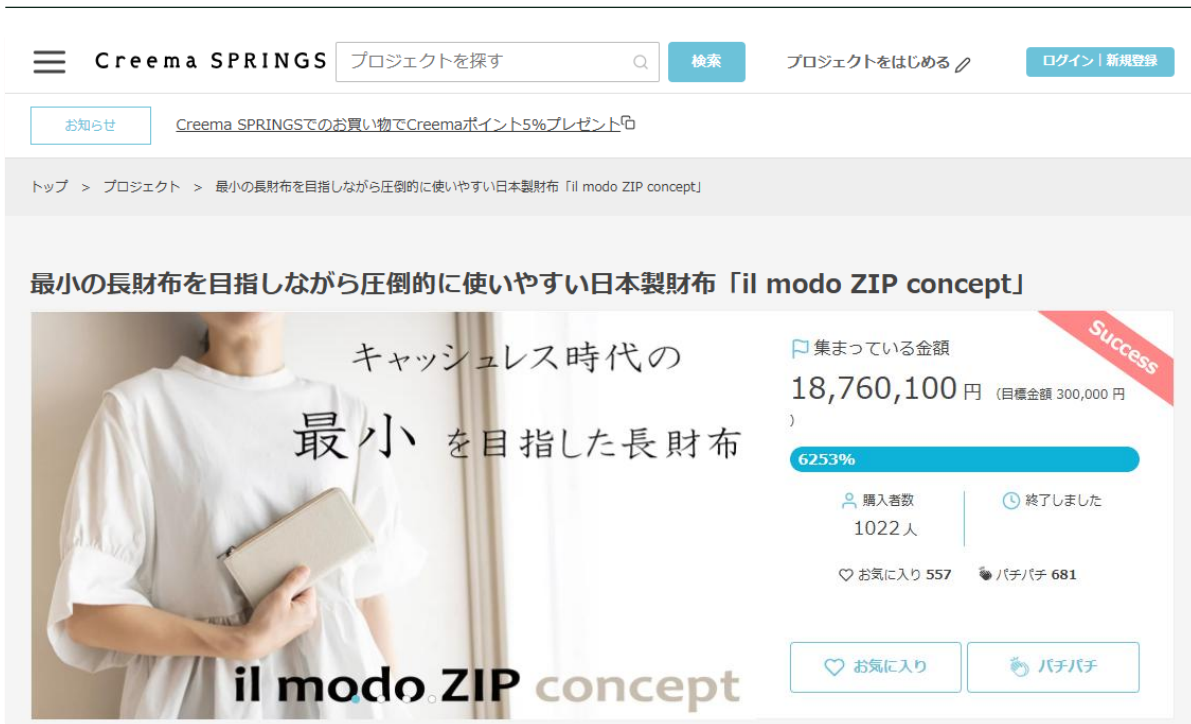 Creema SPRINGS プロジェクトを探す 検索 プロジェクトをはじめる ログイン | 新規登録
お知らせ Creema SPRINGSでのお買い物でCreemaポイント5%プレゼント
トップ > プロジェクト > 最小の長財布を目指しながら圧倒的に使いやすい日本製財布「il modo ZIP concept」
最小の長財布を目指しながら圧倒的に使いやすい日本製財布「il modo ZIP concept」
キャッシュレス時代の
最小を目指した長財布
il modo ZIP concept
Success
集まっている金額
18,760,100 円 (目標金額 300,000 円
)
6253%
購入者数 終了しました
1022人
お気に入り 557 パチパチ 681
お気に入り パチパチ